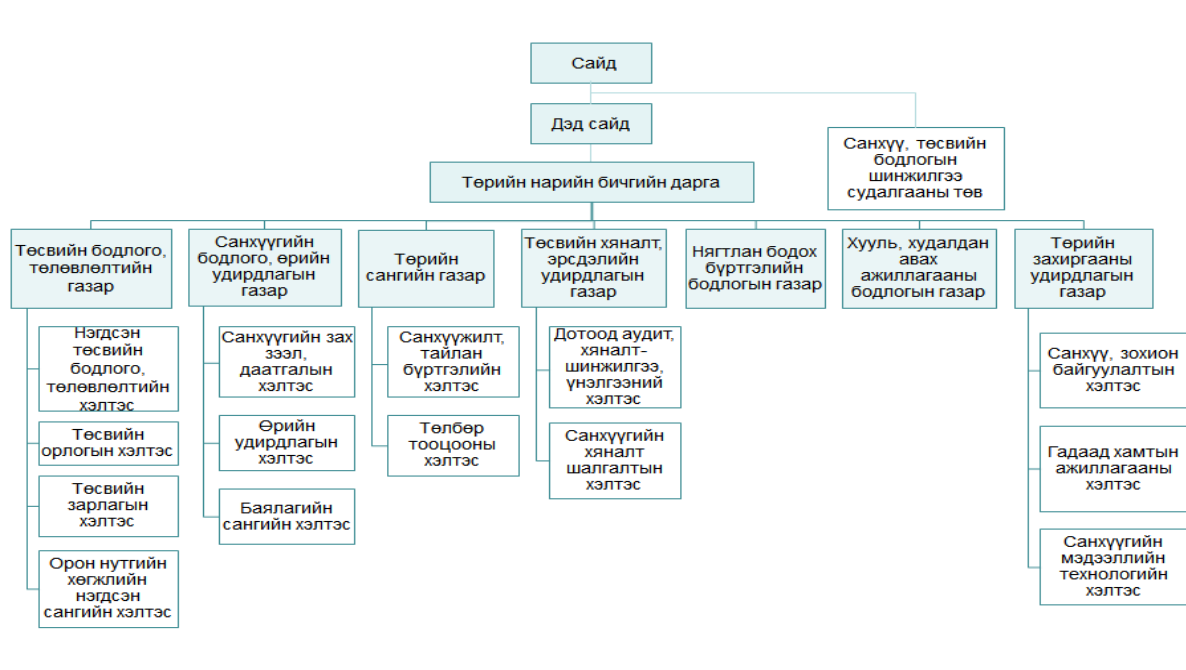 Сайд
Дэд сайд
Санхүү, төсвийн
бодлогын
шинжилгээ
судалгааны төв
Төрийн нарийн бичгийн дарга
Төсвийн бодлого,
төлөвлөлтийн
газар
Санхүүгийн
бодлого, өрийн
удирдлагын
газар
Төрийн
сангийн газар
Төсвийн хяналт,
эрсдэлийн
удирдлагын
газар
Нягтлан бодох
бүртгэлийн
бодлогын газар
Хууль, худалдан
авах
ажиллагааны
бодлогын газар
Төрийн
захиргааны
удирдлагын
газар
Нэгдсэн
төсвийн
бодлого,
төлөвлөлтийн
хэлтэс
Төсвийн
орлогын хэлтэс
Төсвийн
зарлагын
хэлтэс
Орон нутгийн
хөгжлийн
нэгдсэн
сангийн хэлтэс
Санхүүгийн зах
зээл,
даатгалын
хэлтэс
Өрийн
удирдлагын
хэлтэс
Баялагийн
сангийн хэлтэс
Санхүүжилт,
тайлан
бүртгэлийн
хэлтэс
Төлбөр
тооцооны
хэлтэс
Дотоод аудит,
хяналт-
шинжилгээ,
үнэлгээний
хэлтэс
Санхүүгийн
хяналт
шалгалтын
хэлтэс
Санхүү, зохион
байгуулалтын
хэлтэс
Гадаад хамтын
ажиллагааны
хэлтэс
Санхүүгийн
мэдээллийн
технологийн
хэлтэс